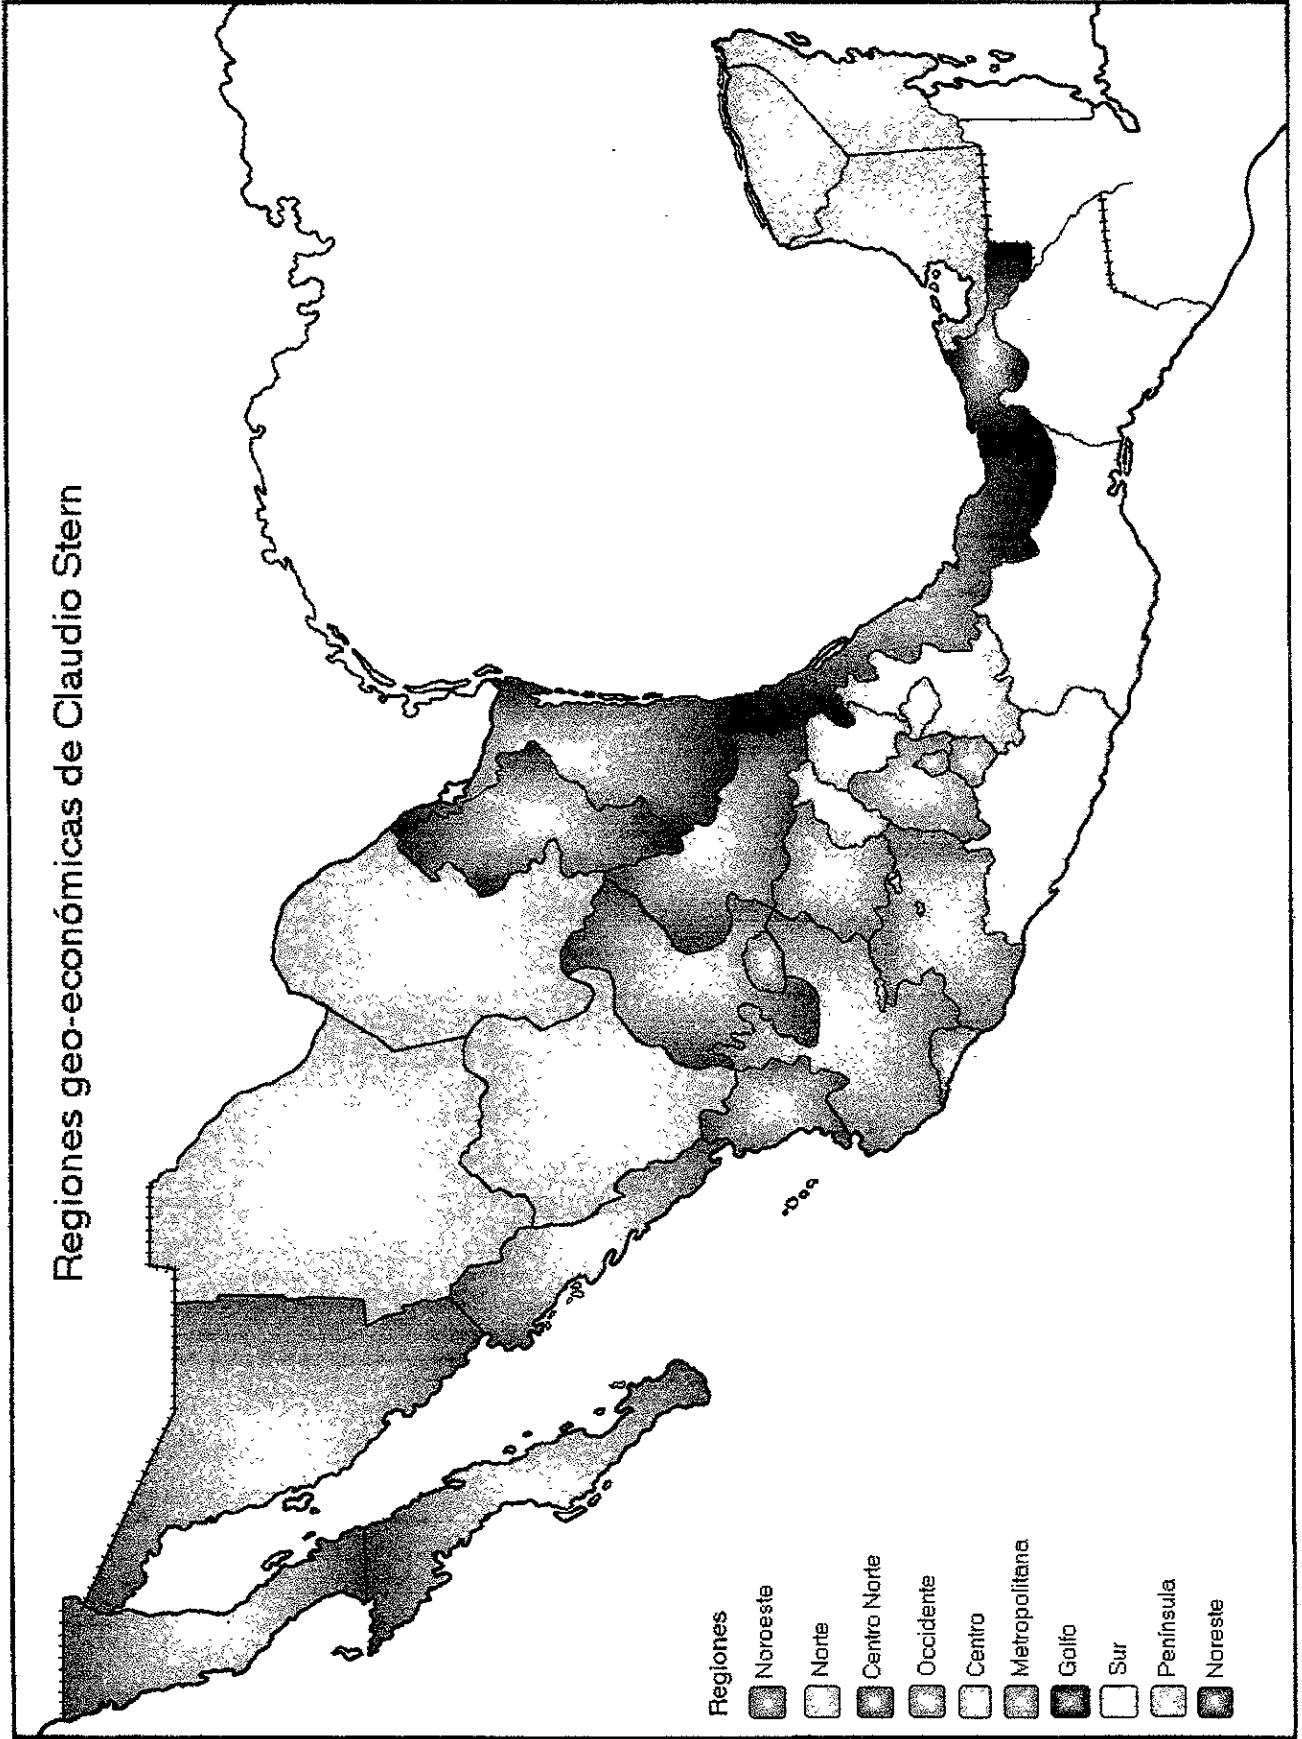 Regiones geo-económicas de Claudio Stern
Regiones
Noroeste
Norte
Centro Norte
Occidente
Centro
Metropolitana
Golfo
Sur
Península
Noreste